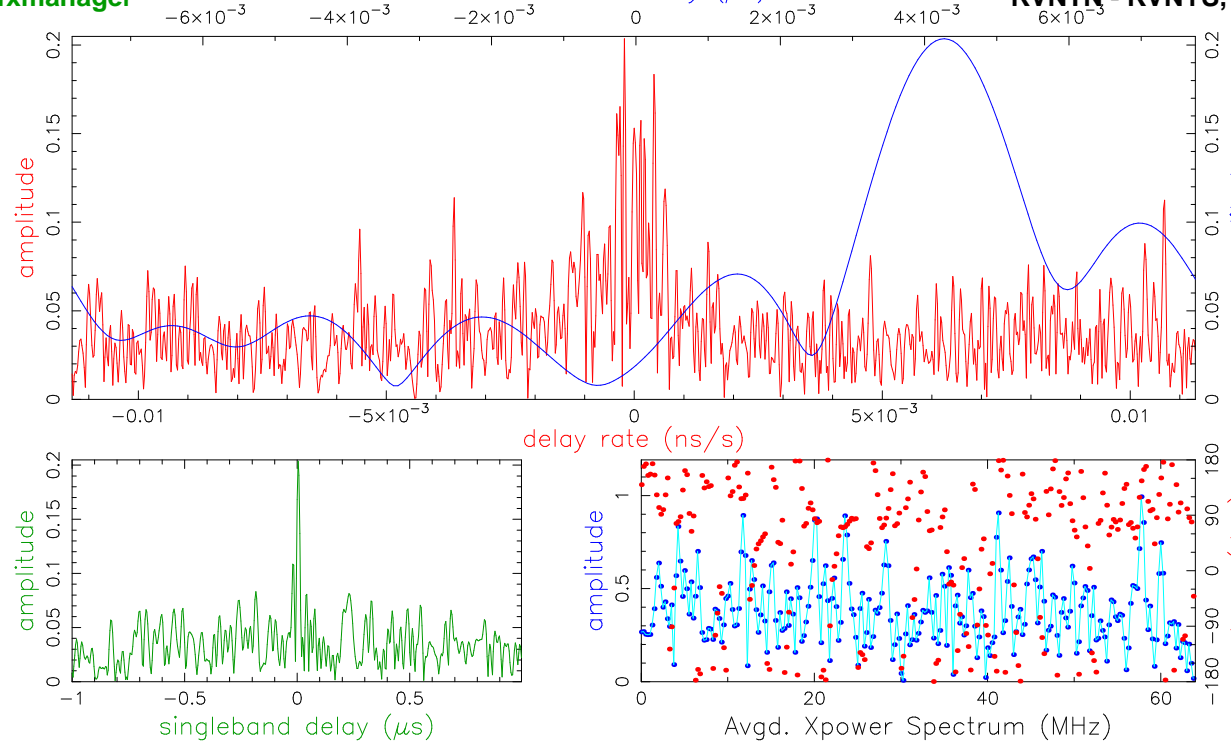 −6×10⁻³ −4×10⁻³ −2×10⁻³ 0 2×10⁻³ 4×10⁻³ 6×10⁻³
amplitude
0 0.05 0.1 0.15 0.2
0 0.05 0.1 0.15 0.2
−0.01 −5×10⁻³ 0 5×10⁻³ 0.01
delay rate (ns/s)
amplitude
0 0.05 0.1 0.15 0.2
−1 −0.5 0 0.5
singleband delay (μs)
amplitude
0 0.5 1
−180 −90 0 90 180
0 20 40 60
Avgd. Xpower Spectrum (MHz)